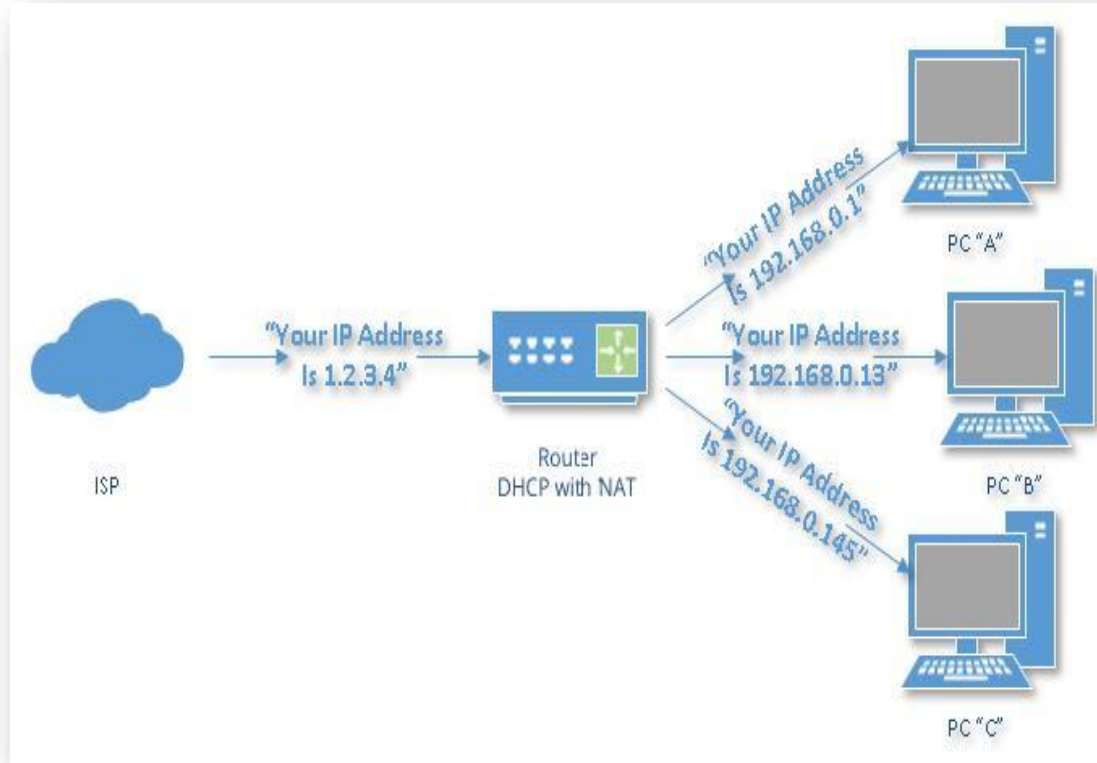 “Your IP Address
Is 192.168.0.1”
PC “A”
“Your IP Address
Is 1.2.3.4”
“Your IP Address
Is 192.168.0.13”
“Your IP Address
Is 192.168.0.145”
ISP
Router
DHCP with NAT
PC “B”
PC “C”